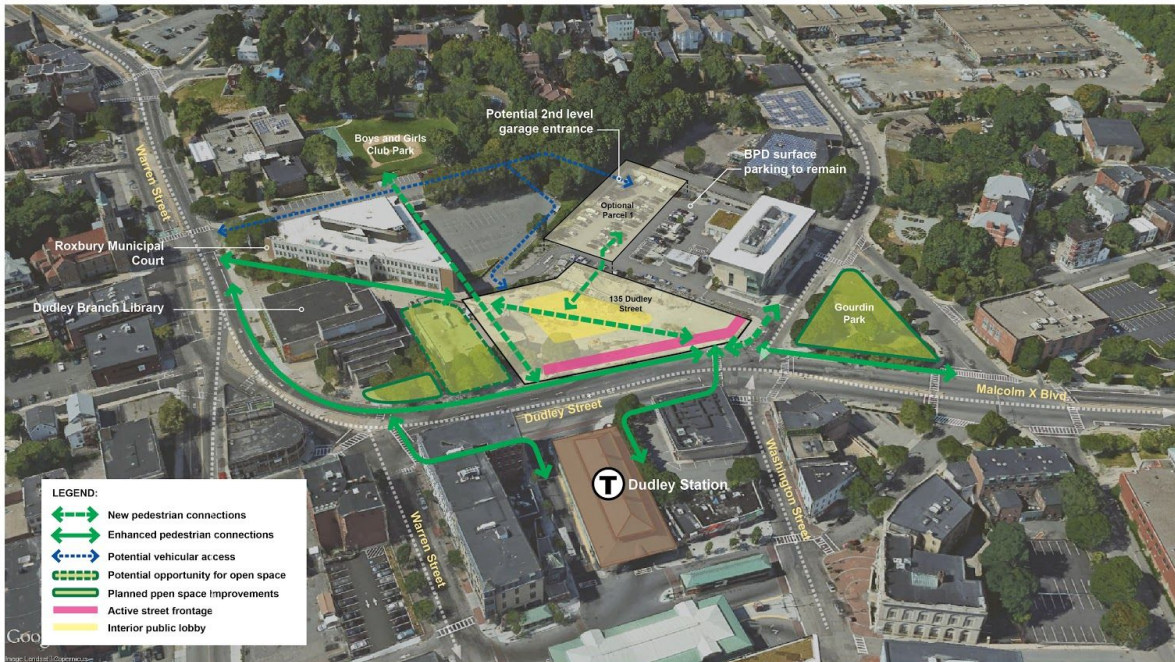 Potential 2nd level
garage entrance
Boys and Girls
Club Park
BPD surface
parking to remain
Warren Street
Optional
Parcel 1
Roxbury Municipal
Court
Dudley Branch Library
135 Dudley
Street
Gourdin
Park
Dudley Street
Malcolm X Blvd.
T
Dudley Station
Washington Street
Warren Street
LEGEND:
New pedestrian connections
Enhanced pedestrian connections
Potential vehicular access
Potential opportunity for open space
Planned ppen space Improvements
Active street frontage
Interior public lobby
Goo